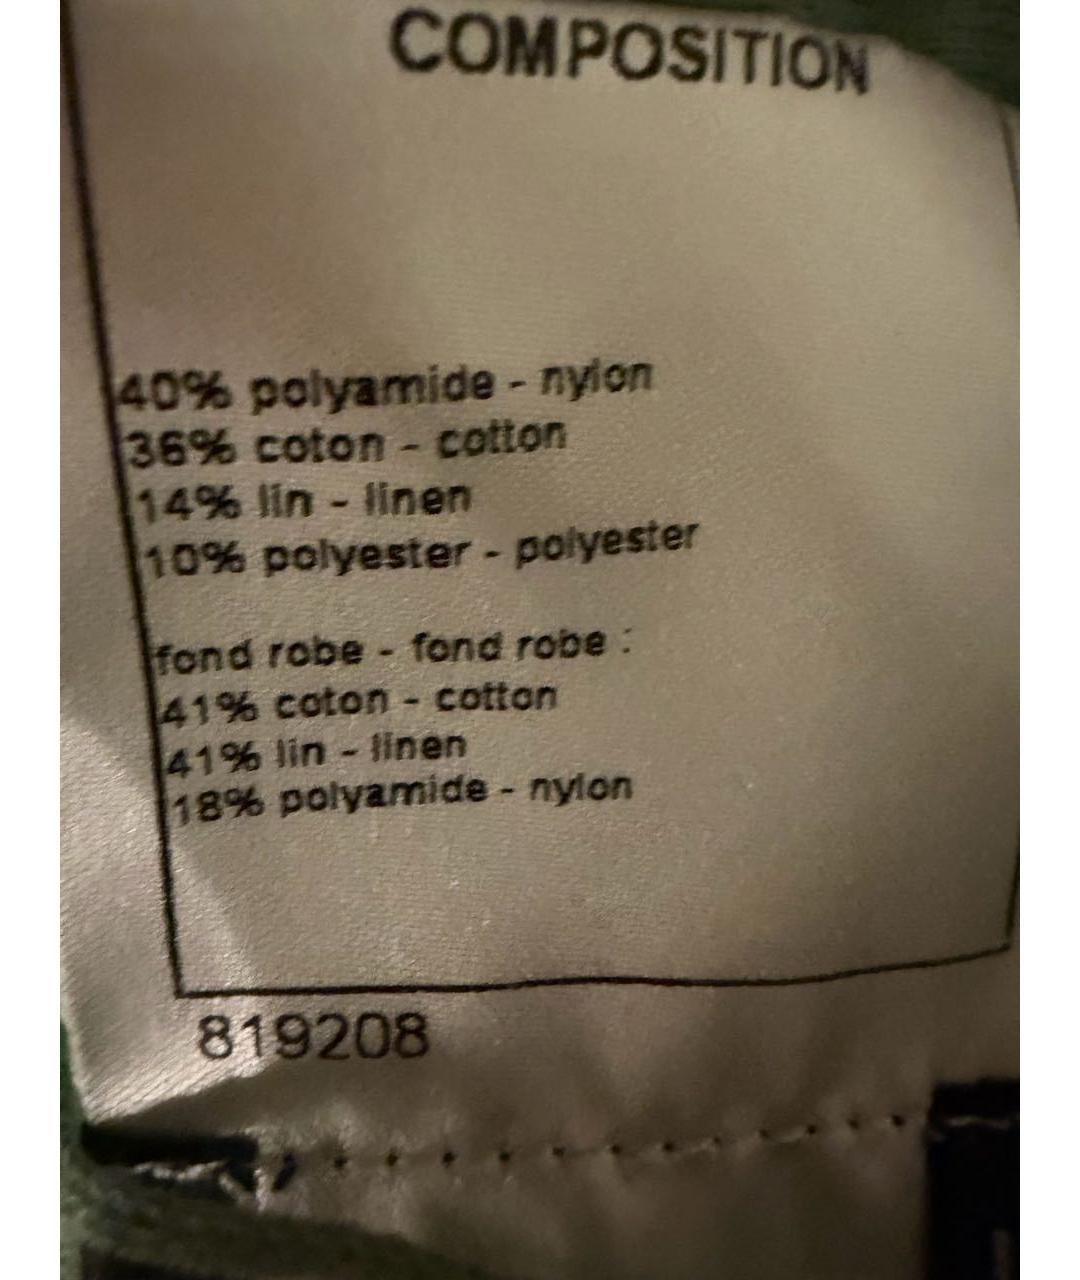 COMPOSITION
40% polyamide - nylon
36% coton - cotton
14% lin - linen
10% polyester - polyester
fond robe - fond robe :
41% coton - cotton
41% lin - linen
18% polyamide - nylon
819208